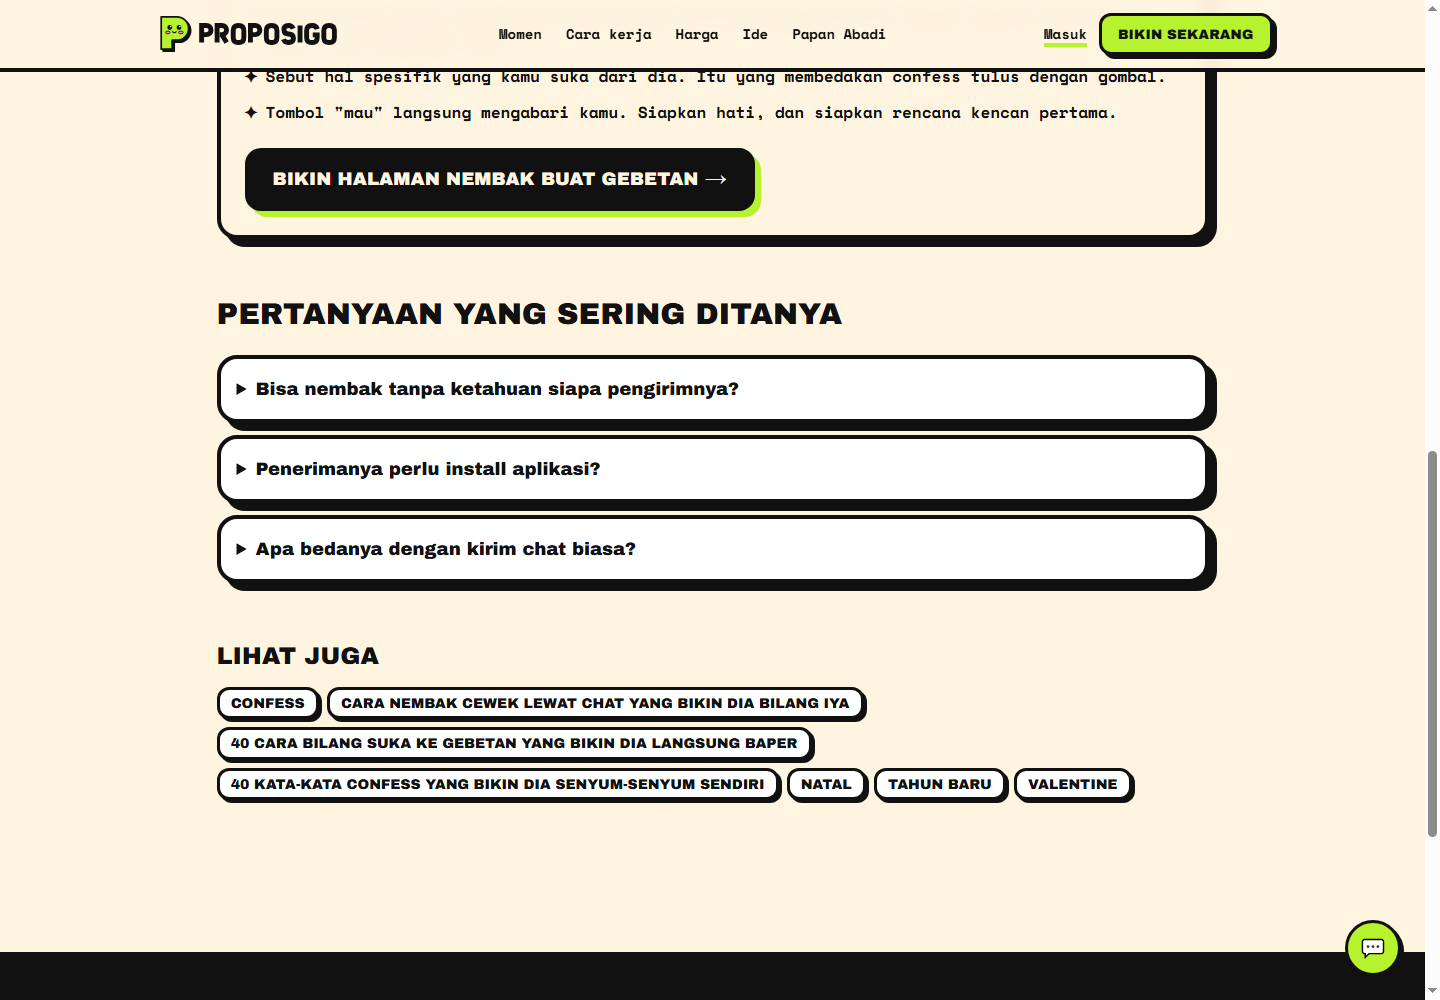 PROPOSIGO
Momen
Cara kerja
Harga
Ide
Papan Abadi
Masuk
BIKIN SEKARANG
✦ Sebut hal spesifik yang kamu suka dari dia. Itu yang membedakan confess tulus dengan gombal.
✦ Tombol "mau" langsung mengabari kamu. Siapkan hati, dan siapkan rencana kencan pertama.
BIKIN HALAMAN NEMBAK BUAT GEBETAN →
PERTANYAAN YANG SERING DITANYA
Bisa nembak tanpa ketahuan siapa pengirimnya?
Penerimanya perlu install aplikasi?
Apa bedanya dengan kirim chat biasa?
LIHAT JUGA
CONFESS
CARA NEMBAK CEWEK LEWAT CHAT YANG BIKIN DIA BILANG IYA
40 CARA BILANG SUKA KE GEBETAN YANG BIKIN DIA LANGSUNG BAPER
40 KATA-KATA CONFESS YANG BIKIN DIA SENYUM-SENYUM SENDIRI
NATAL
TAHUN BARU
VALENTINE